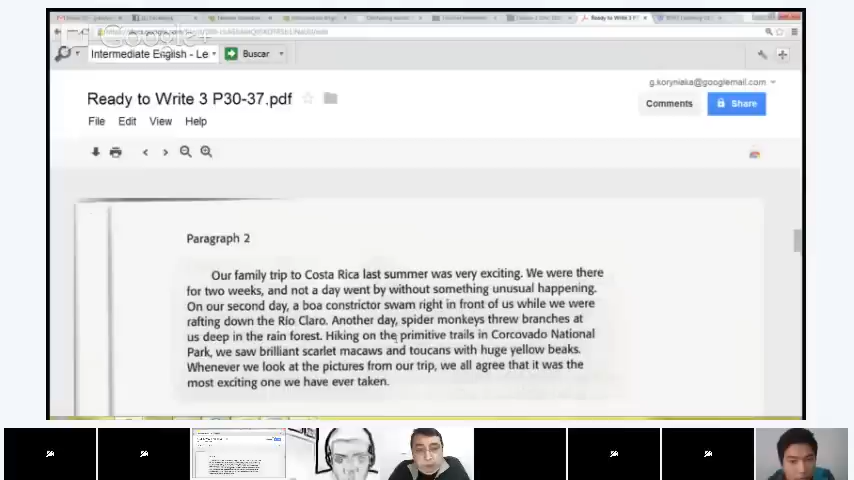 Google+
Intermediate English - Le
Buscar
g.koryniaka@googlemail.com
Ready to Write 3 P30-37.pdf
Comments
Share
File Edit View Help
Paragraph 2
Our family trip to Costa Rica last summer was very exciting. We were there
for two weeks, and not a day went by without something unusual happening.
On our second day, a boa constrictor swam right in front of us while we were
rafting down the Río Claro. Another day, spider monkeys threw branches at
us deep in the rain forest. Hiking on the primitive trails in Corcovado National
Park, we saw brilliant scarlet macaws and toucans with huge yellow beaks.
Whenever we look at the pictures from our trip, we all agree that it was the
most exciting one we have ever taken.